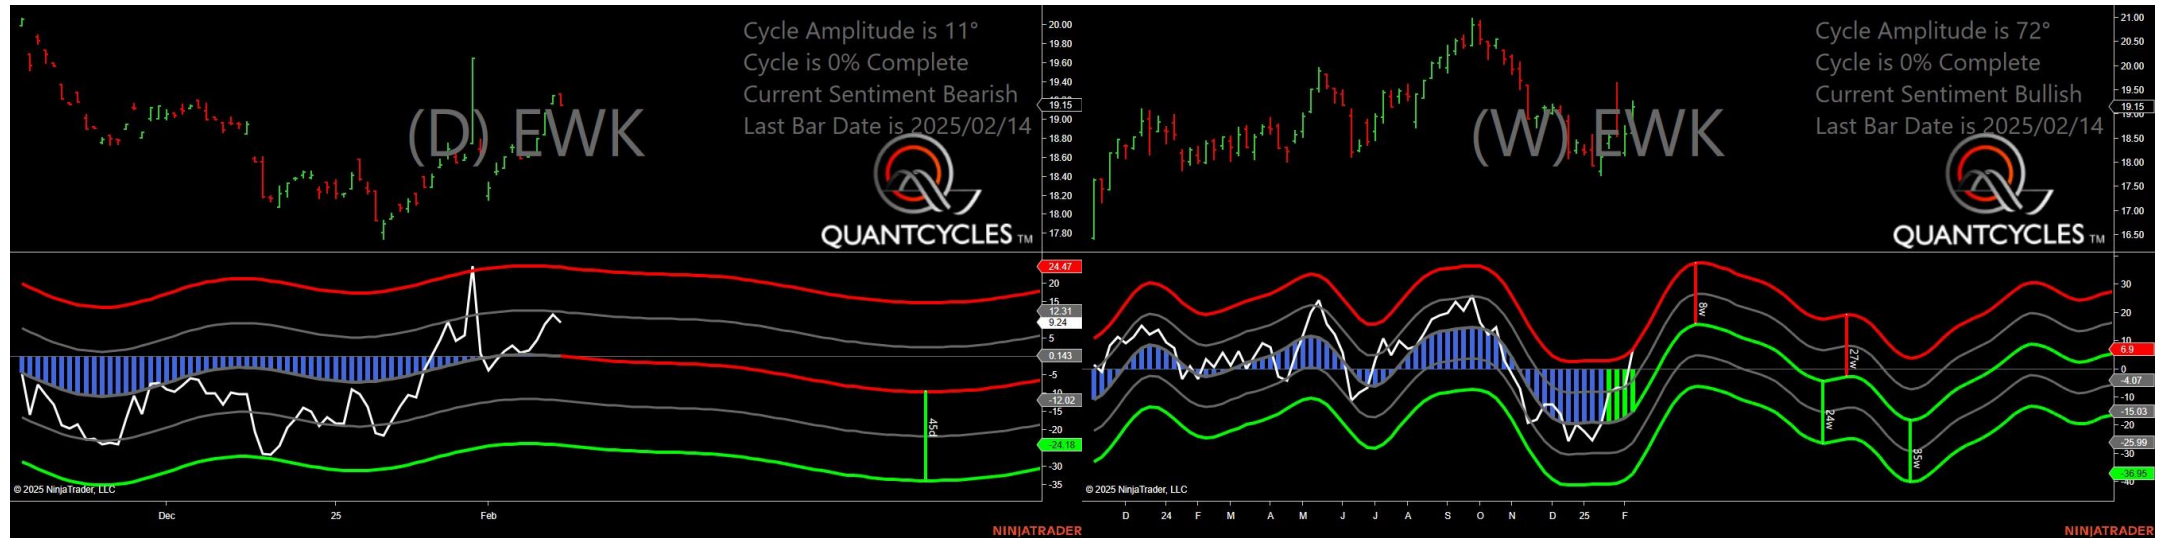 Cycle Amplitude is 11°
Cycle is 0% Complete
Current Sentiment Bearish
Last Bar Date is 2025/02/14
(D) EWK
QUANTCYCLES TM
20.00
19.80
19.60
19.40
19.15
19.00
18.80
18.60
18.40
18.20
18.00
17.80
24.47
20
15
12.31
9.24
5
0.143
-5
-10
-12.02
-15
-20
-24.18
-30
-35
45d
© 2025 NinjaTrader, LLC
Dec
25
Feb
NINJATRADER
Cycle Amplitude is 72°
Cycle is 0% Complete
Current Sentiment Bullish
Last Bar Date is 2025/02/14
(W) EWK
QUANTCYCLES TM
21.00
20.50
20.00
19.50
19.15
19.00
18.50
18.00
17.50
17.00
16.50
30
20
10
6.9
0
-4.07
-10
-15.03
-20
-25.99
-30
-36.95
-40
8w
27w
24w
35w
© 2025 NinjaTrader, LLC
D
24
F
M
A
M
J
J
A
S
O
N
D
25
F
NINJATRADER